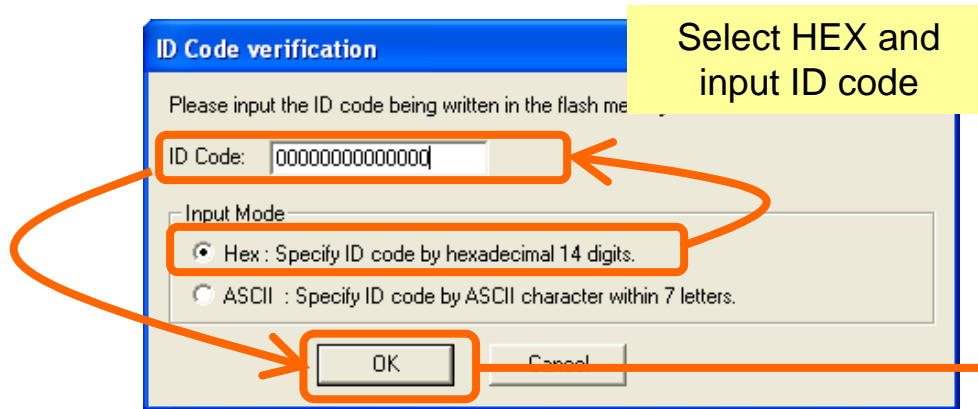 ID Code verification
Select HEX and
input ID code
Please input the ID code being written in the flash
ID Code: 00000000000000
Input Mode
Hex : Specify ID code by hexadecimal 14 digits.
ASCII : Specify ID code by ASCII character within 7 letters.
OK Cancel